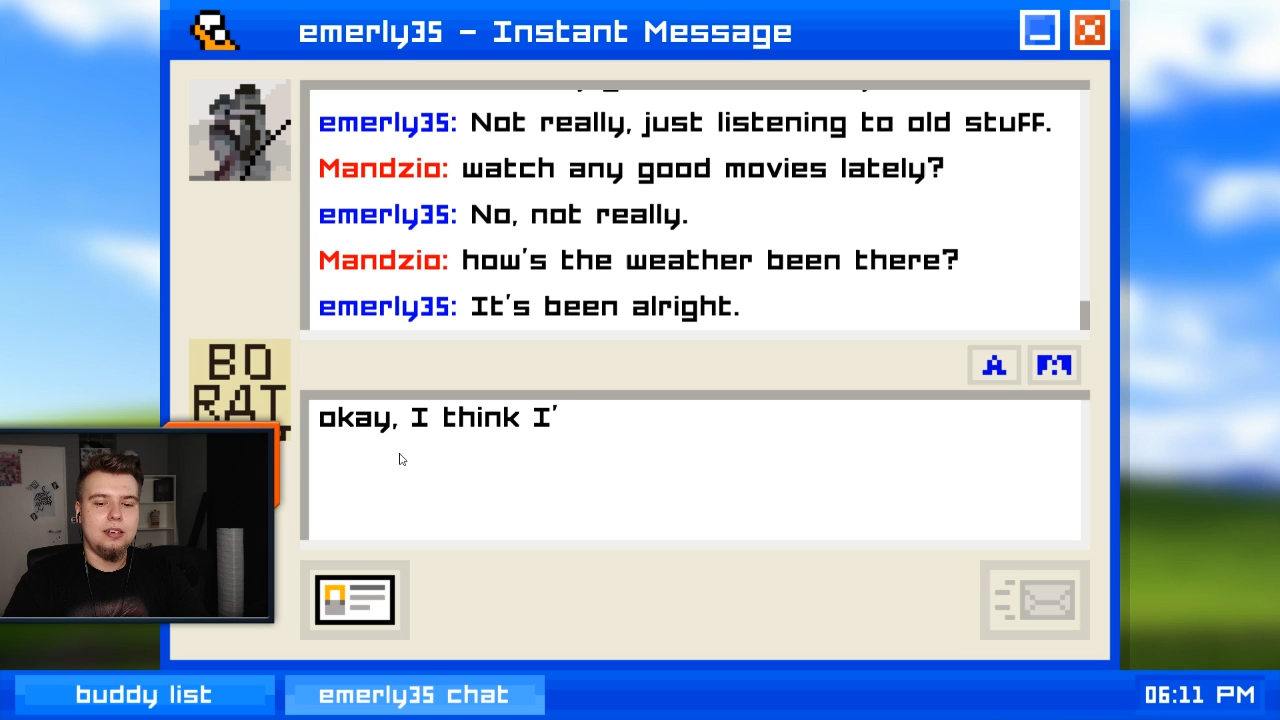 emerly35 - Instant Message
emerly35: Not really, just listening to old stuff.
Mandzio: watch any good movies lately?
emerly35: No, not really.
Mandzio: how's the weather been there?
emerly35: It's been alright.
BO
RAT
A
okay, I think I'
buddy list
emerly35 chat
06:11 PM